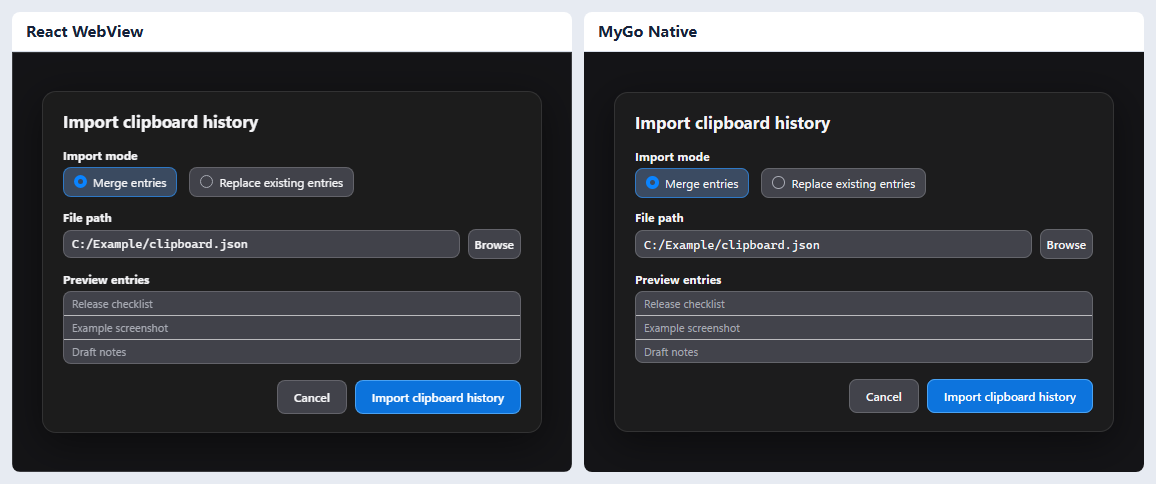 React WebView
Import clipboard history
Import mode
Merge entries
Replace existing entries
File path
C:/Example/clipboard.json
Browse
Preview entries
Release checklist
Example screenshot
Draft notes
Cancel
Import clipboard history
MyGo Native
Import clipboard history
Import mode
Merge entries
Replace existing entries
File path
C:/Example/clipboard.json
Browse
Preview entries
Release checklist
Example screenshot
Draft notes
Cancel
Import clipboard history